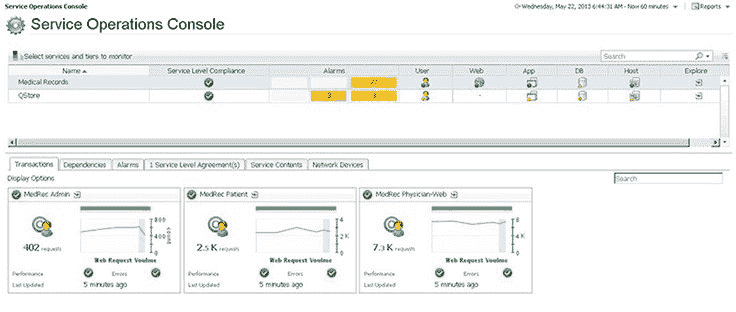 Service Operations Console
Wednesday, May 22, 2013 6:44:31 AM - Now 60 minutes
Reports
Service Operations Console
Select services and tiers to monitor
Search
Name Service Level Compliance Alarms User Web App DB Host Explore
Medical Records
QStore 3 3 -
Transactions Dependencies Alarms 1 Service Level Agreement(s) Service Contents Network Devices
Display Options Search
MedRec Admin MedRec Patient MedRec Physician-Web
800 4 8
400 2 K 4 K
0 0 0
count
402 requests 2.5 K requests 7.3 K requests
Web Request Voulme Web Request Voulme Web Request Voulme
Performance Errors Performance Errors Performance Errors
Last Updated 5 minutes ago Last Updated 5 minutes ago Last Updated 5 minutes ago